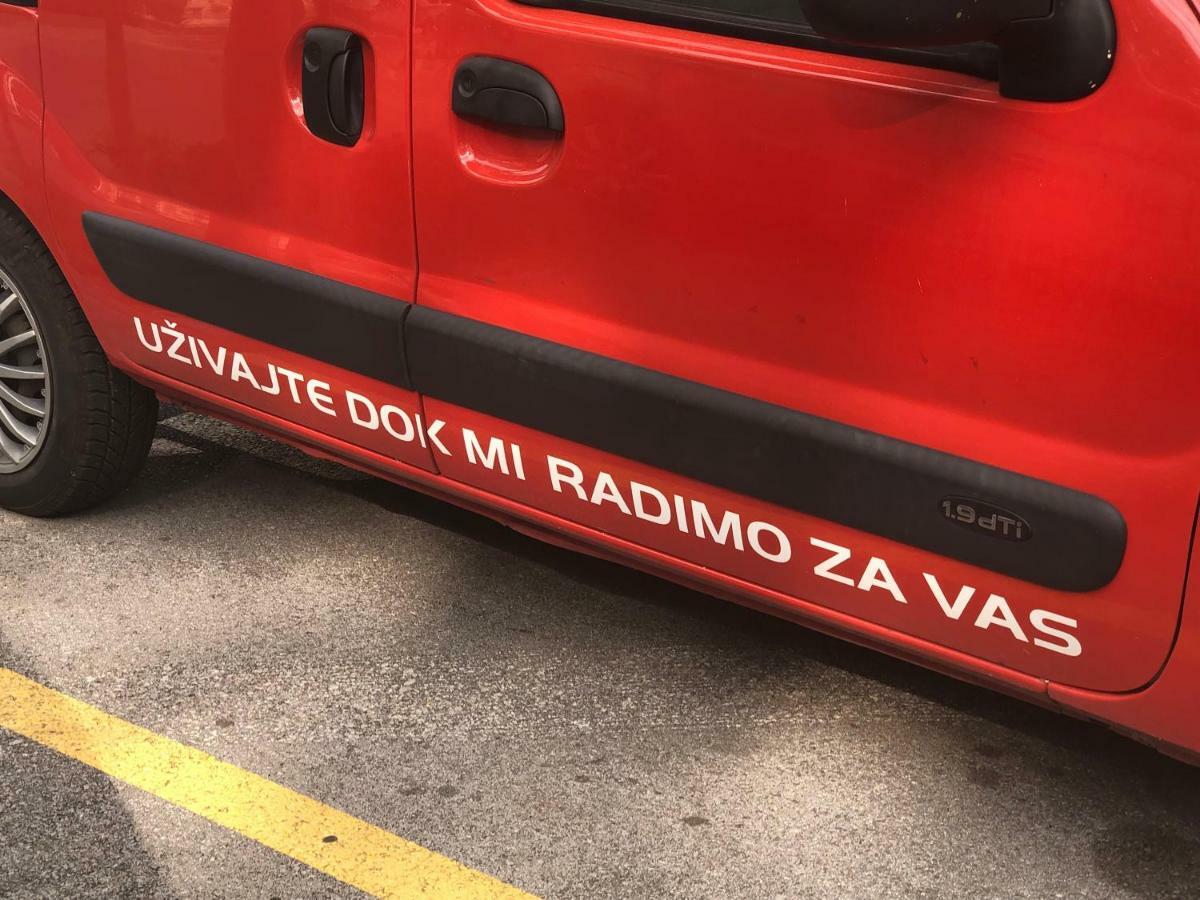 UŽIVAJTE DOK MI RADIMO ZA VAS
1.9 dTi